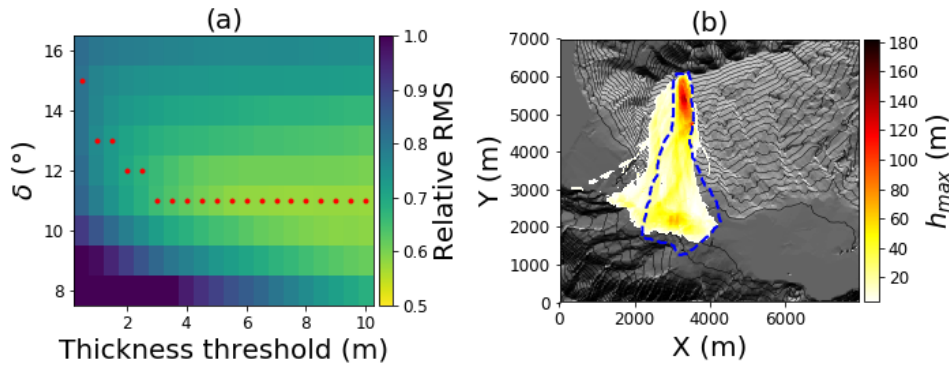 (a)
16
14
12
10
8
δ (°)
2 4 6 8 10
Thickness threshold (m)
1.0
0.9
0.8
0.7
0.6
0.5
Relative RMS
(b)
7000
6000
5000
4000
3000
2000
1000
0
Y (m)
0 2000 4000 6000
X (m)
180
160
140
120
100
80
60
40
20
hmax (m)